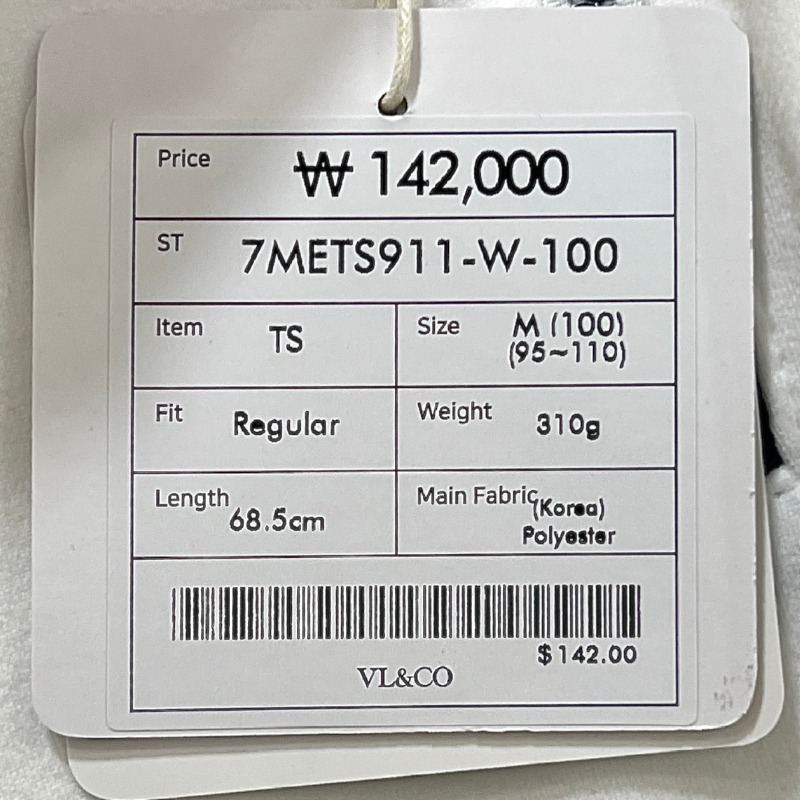 Price ₩ 142,000
ST 7METS911-W-100
Item TS
Size M (100)
(95~110)
Fit Regular
Weight 310g
Length 68.5cm
Main Fabric (Korea)
Polyester
$142.00
VL&CO